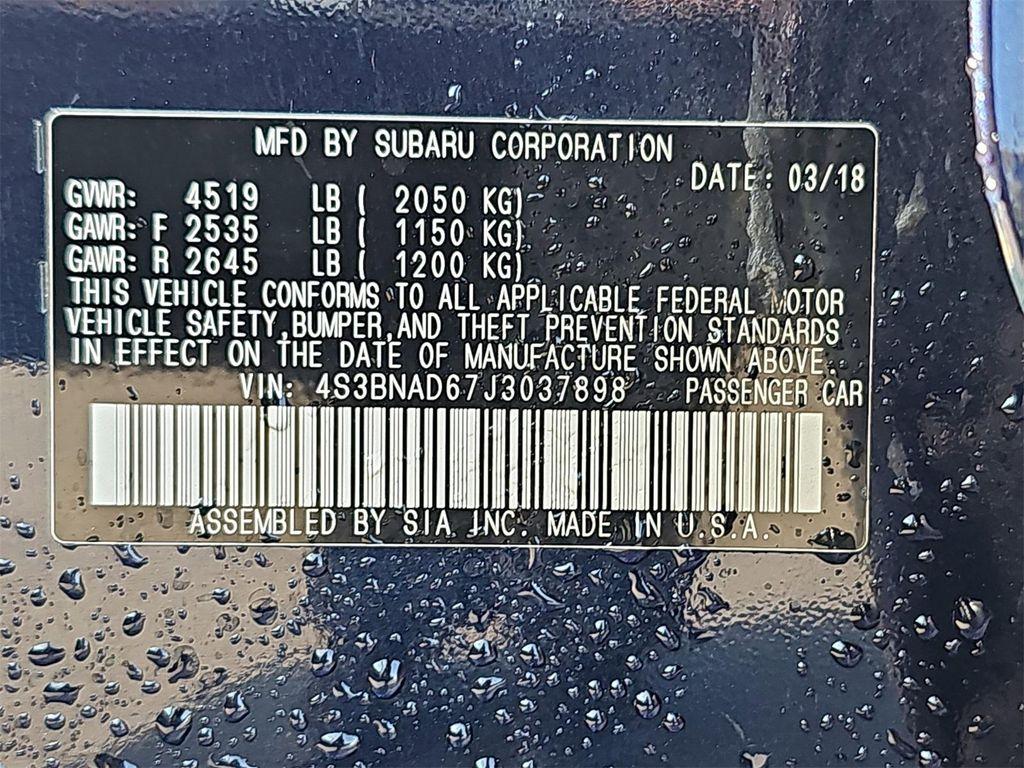 MFD BY SUBARU CORPORATION
DATE: 03/18
GVWR: 4519 LB ( 2050 KG)
GAWR: F 2535 LB ( 1150 KG)
GAWR: R 2645 LB ( 1200 KG)
THIS VEHICLE CONFORMS TO ALL APPLICABLE FEDERAL MOTOR
VEHICLE SAFETY, BUMPER, AND THEFT PREVENTION STANDARDS
IN EFFECT ON THE DATE OF MANUFACTURE SHOWN ABOVE.
VIN: 4S3BNAD67J3037898 PASSENGER CAR
ASSEMBLED BY SIA INC. MADE IN U.S.A.